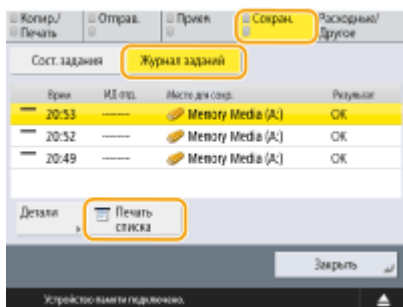 Копир./
Печать
Отправ.
Прием
Сохран.
Расходные/
Другое
Сост. задания
Журнал заданий
Время
ИД отд.
Место для сохр.
Результат
20:53
-------
Memory Media (A:)
OK
20:52
-------
Memory Media (A:)
OK
20:49
-------
Memory Media (A:)
OK
Детали
Печать
списка
Закрыть
Устройство памяти подключено.